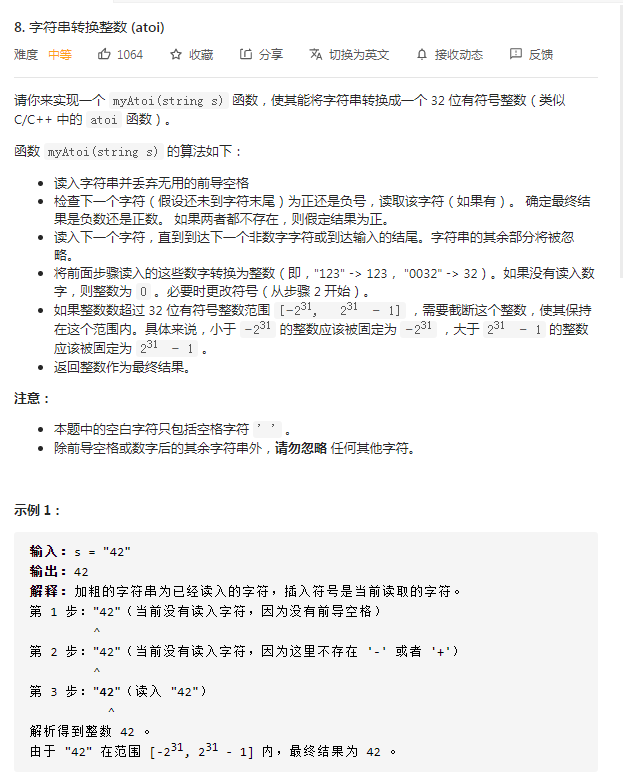 8. 字符串转换整数 (atoi)
难度 中等 1064 收藏 分享 切换为英文 接收动态 反馈
请你来实现一个 myAtoi(string s) 函数，使其能将字符串转换成一个 32 位有符号整数（类似
C/C++ 中的 atoi 函数）。
函数 myAtoi(string s) 的算法如下：
• 读入字符串并丢弃无用的前导空格
• 检查下一个字符（假设还未到字符末尾）为正还是负号，读取该字符（如果有）。 确定最终结
果是负数还是正数。 如果两者都不存在，则假定结果为正。
• 读入下一个字符，直到到达下一个非数字字符或到达输入的结尾。字符串的其余部分将被忽
略。
• 将前面步骤读入的这些数字转换为整数（即，"123" -> 123， "0032" -> 32）。如果没有读入数
字，则整数为 0 。必要时更改符号（从步骤 2 开始）。
• 如果整数数超过 32 位有符号整数范围 [−2³¹, 2³¹ − 1] ，需要截断这个整数，使其保持
在这个范围内。具体来说，小于 −2³¹ 的整数应该被固定为 −2³¹ ，大于 2³¹ − 1 的整数
应该被固定为 2³¹ − 1 。
• 返回整数作为最终结果。
注意：
• 本题中的空白字符只包括空格字符 ' ' 。
• 除前导空格或数字后的其余字符串外，请勿忽略 任何其他字符。
示例 1：
输入：s = "42"
输出：42
解释：加粗的字符串为已经读入的字符，插入符号是当前读取的字符。
第 1 步："42"（当前没有读入字符，因为没有前导空格）
^
第 2 步："42"（当前没有读入字符，因为这里不存在 '-' 或者 '+'）
^
第 3 步："42"（读入 "42"）
^
解析得到整数 42 。
由于 "42" 在范围 [-2³¹, 2³¹ - 1] 内，最终结果为 42 。